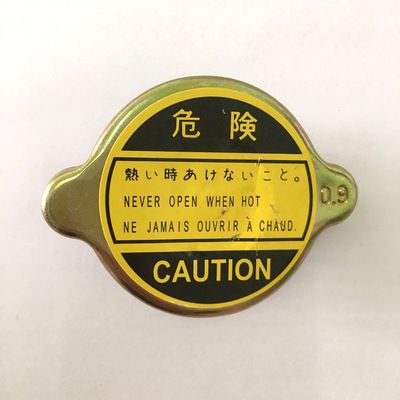 危険
熱い時あけないこと。
NEVER OPEN WHEN HOT
NE JAMAIS OUVRIR À CHAUD.
CAUTION
0.9